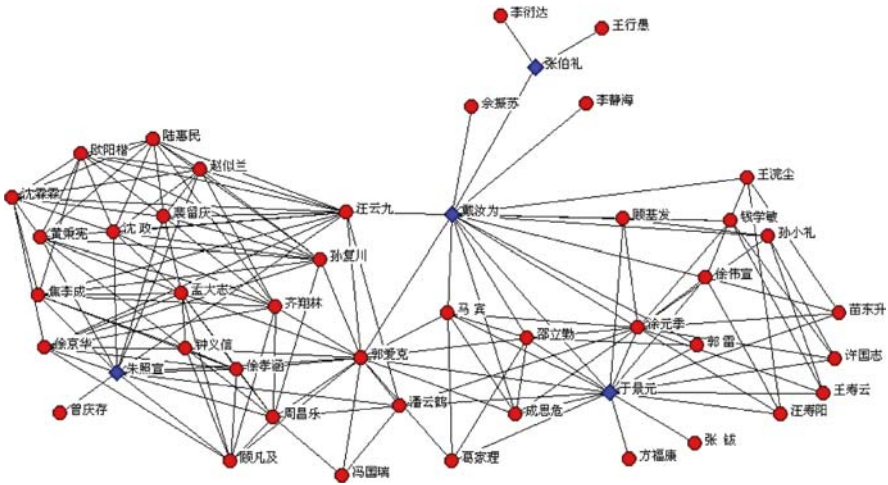 李衍达
王行愚
张伯礼
佘振苏
李静海
陆惠民
欧阳楷
赵似兰
王浣尘
沈霖霖
裴留庆
汪云九
戴汝为
顾基发
钱学敏
黄秉宪
沈 政
孙小礼
孙复川
徐伟宣
焦李成
孟大志
齐翔林
马 宾
苗东升
涂元季
邵立勤
徐京华
钟义信
郭爱克
郭 雷
许国志
朱照宣
徐孝涵
于景元
王寿云
曾庆存
周昌乐
潘云鹤
成思危
汪寿阳
张 钹
顾凡及
冯国瑞
葛家理
方福康